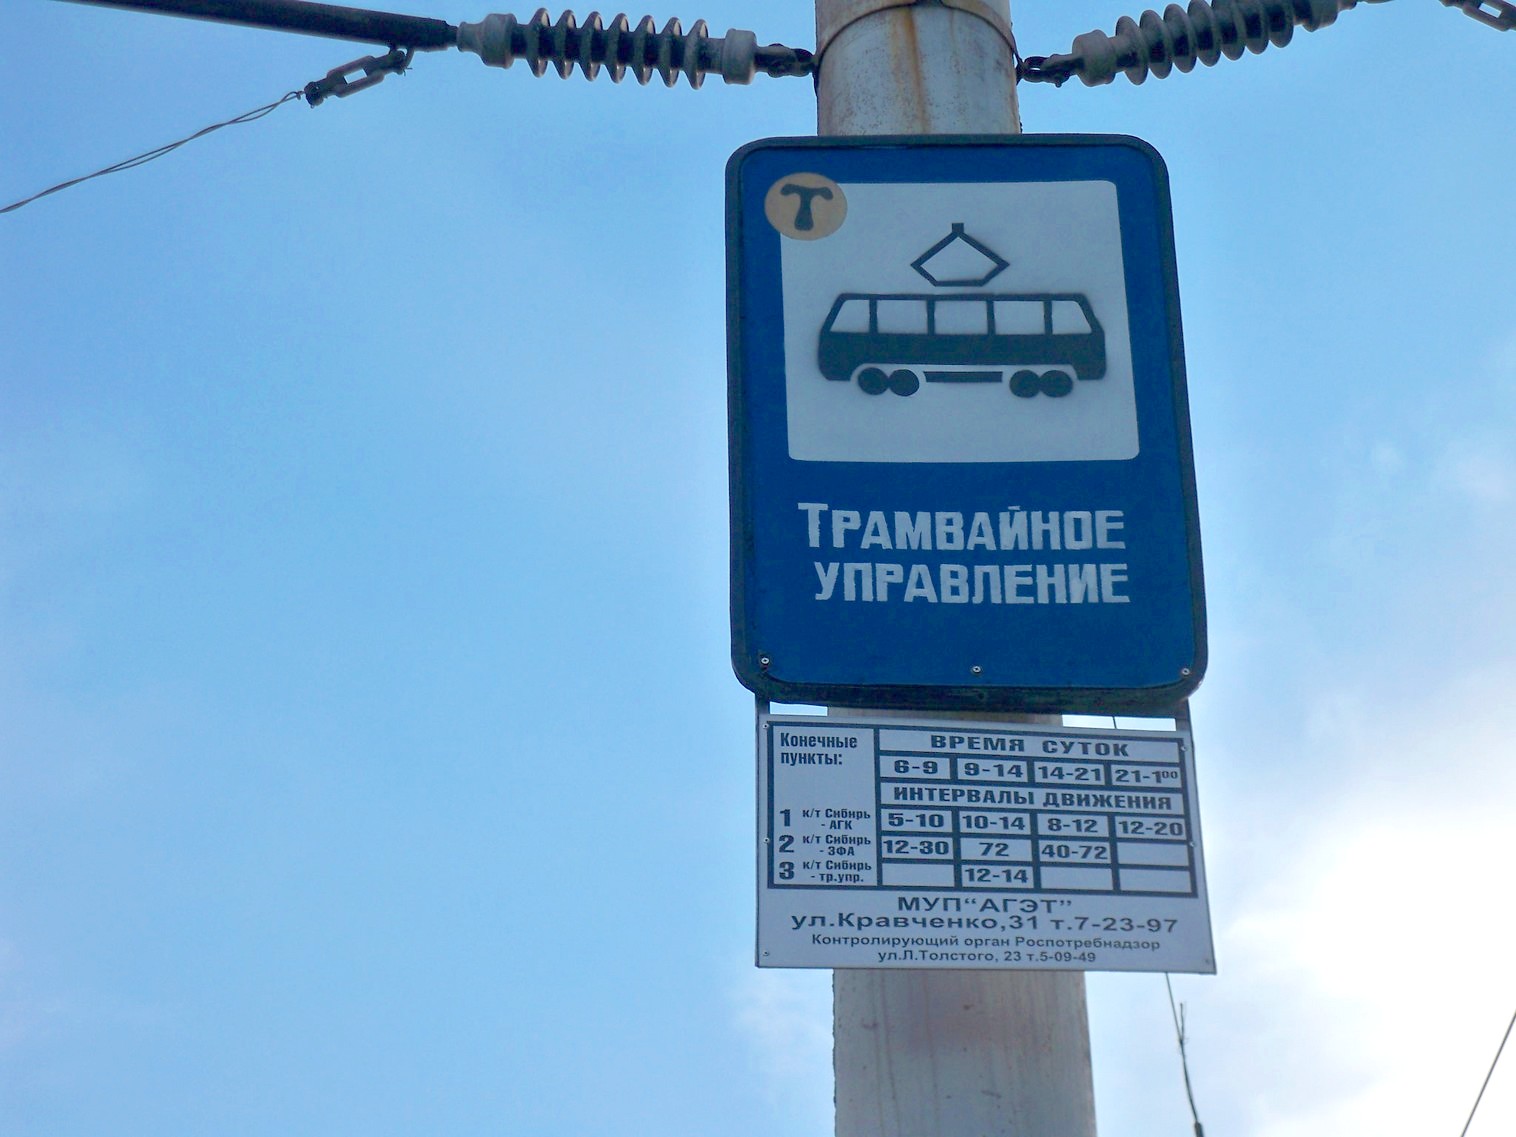 Т
ТРАМВАЙНОЕ
УПРАВЛЕНИЕ
Конечные пункты: ВРЕМЯ СУТОК
6-9 9-14 14-21 21-1⁰⁰
ИНТЕРВАЛЫ ДВИЖЕНИЯ
1 к/т Сибирь - АГК 5-10 10-14 8-12 12-20
2 к/т Сибирь - ЗФА 12-30 72 40-72
3 к/т Сибирь - тр.упр. 12-14
МУП“АГЭТ”
ул.Кравченко,31 т.7-23-97
Контролирующий орган Роспотребнадзор
ул.Л.Толстого, 23 т.5-09-49